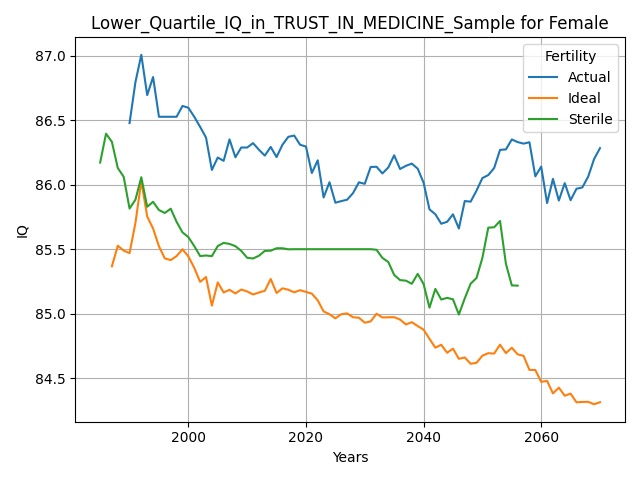 Lower_Quartile_IQ_in_TRUST_IN_MEDICINE_Sample for Female
Fertility
Actual
Ideal
Sterile
87.0
86.5
86.0
85.5
85.0
84.5
IQ
2000
2020
2040
2060
Years